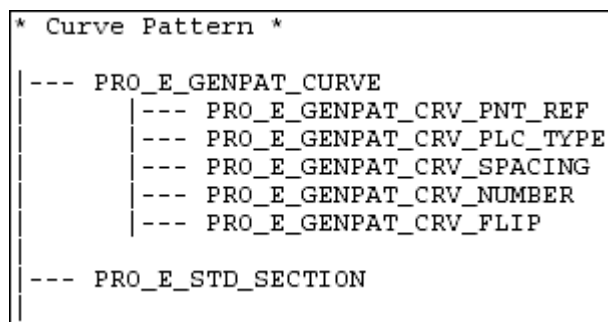 * Curve Pattern *
|--- PRO_E_GENPAT_CURVE
|     |--- PRO_E_GENPAT_CRV_PNT_REF
|     |--- PRO_E_GENPAT_CRV_PLC_TYPE
|     |--- PRO_E_GENPAT_CRV_SPACING
|     |--- PRO_E_GENPAT_CRV_NUMBER
|     |--- PRO_E_GENPAT_CRV_FLIP
|
|--- PRO_E_STD_SECTION
|